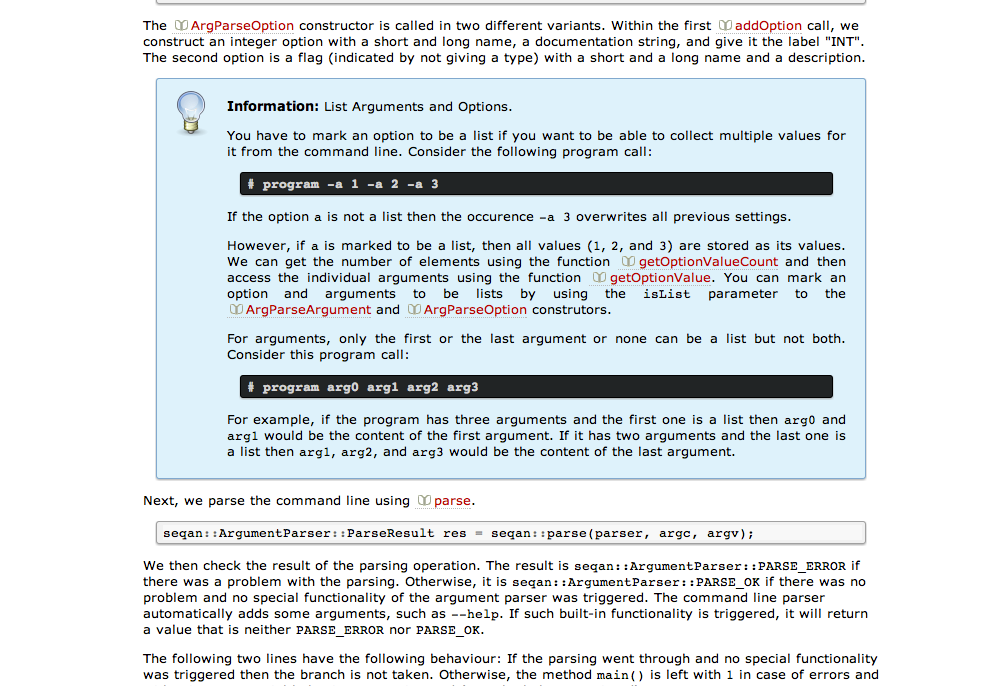 The ArgParseOption constructor is called in two different variants. Within the first addOption call, we
construct an integer option with a short and long name, a documentation string, and give it the label "INT".
The second option is a flag (indicated by not giving a type) with a short and a long name and a description.
Information: List Arguments and Options.
You have to mark an option to be a list if you want to be able to collect multiple values for
it from the command line. Consider the following program call:
# program -a 1 -a 2 -a 3
If the option a is not a list then the occurence -a 3 overwrites all previous settings.
However, if a is marked to be a list, then all values (1, 2, and 3) are stored as its values.
We can get the number of elements using the function getOptionValueCount and then
access the individual arguments using the function getOptionValue. You can mark an
option and arguments to be lists by using the isList parameter to the
ArgParseArgument and ArgParseOption construtors.
For arguments, only the first or the last argument or none can be a list but not both.
Consider this program call:
# program arg0 arg1 arg2 arg3
For example, if the program has three arguments and the first one is a list then arg0 and
arg1 would be the content of the first argument. If it has two arguments and the last one is
a list then arg1, arg2, and arg3 would be the content of the last argument.
Next, we parse the command line using parse.
seqan::ArgumentParser::ParseResult res = seqan::parse(parser, argc, argv);
We then check the result of the parsing operation. The result is seqan::ArgumentParser::PARSE_ERROR if
there was a problem with the parsing. Otherwise, it is seqan::ArgumentParser::PARSE_OK if there was no
problem and no special functionality of the argument parser was triggered. The command line parser
automatically adds some arguments, such as --help. If such built-in functionality is triggered, it will return
a value that is neither PARSE_ERROR nor PARSE_OK.
The following two lines have the following behaviour: If the parsing went through and no special functionality
was triggered then the branch is not taken. Otherwise, the method main() is left with 1 in case of errors and